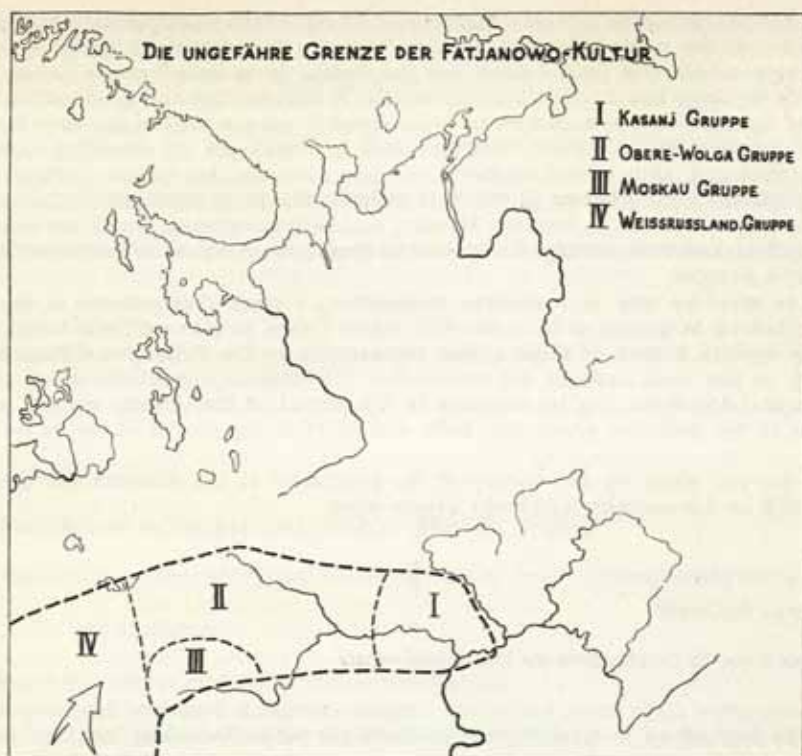 DIE UNGEFÄHRE GRENZE DER FATJANOWO-KULTUR
I KASANJ GRUPPE
II OBERE-WOLGA GRUPPE
III MOSKAU GRUPPE
IV WEISSRUSSLAND.GRUPPE
II
I
IV
III